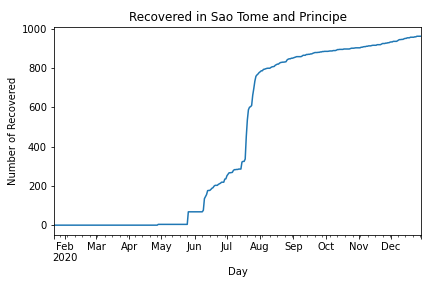 Recovered in Sao Tome and Principe
1000
800
600
400
200
0
Number of Recovered
Feb Mar Apr May Jun Jul Aug Sep Oct Nov Dec
2020
Day